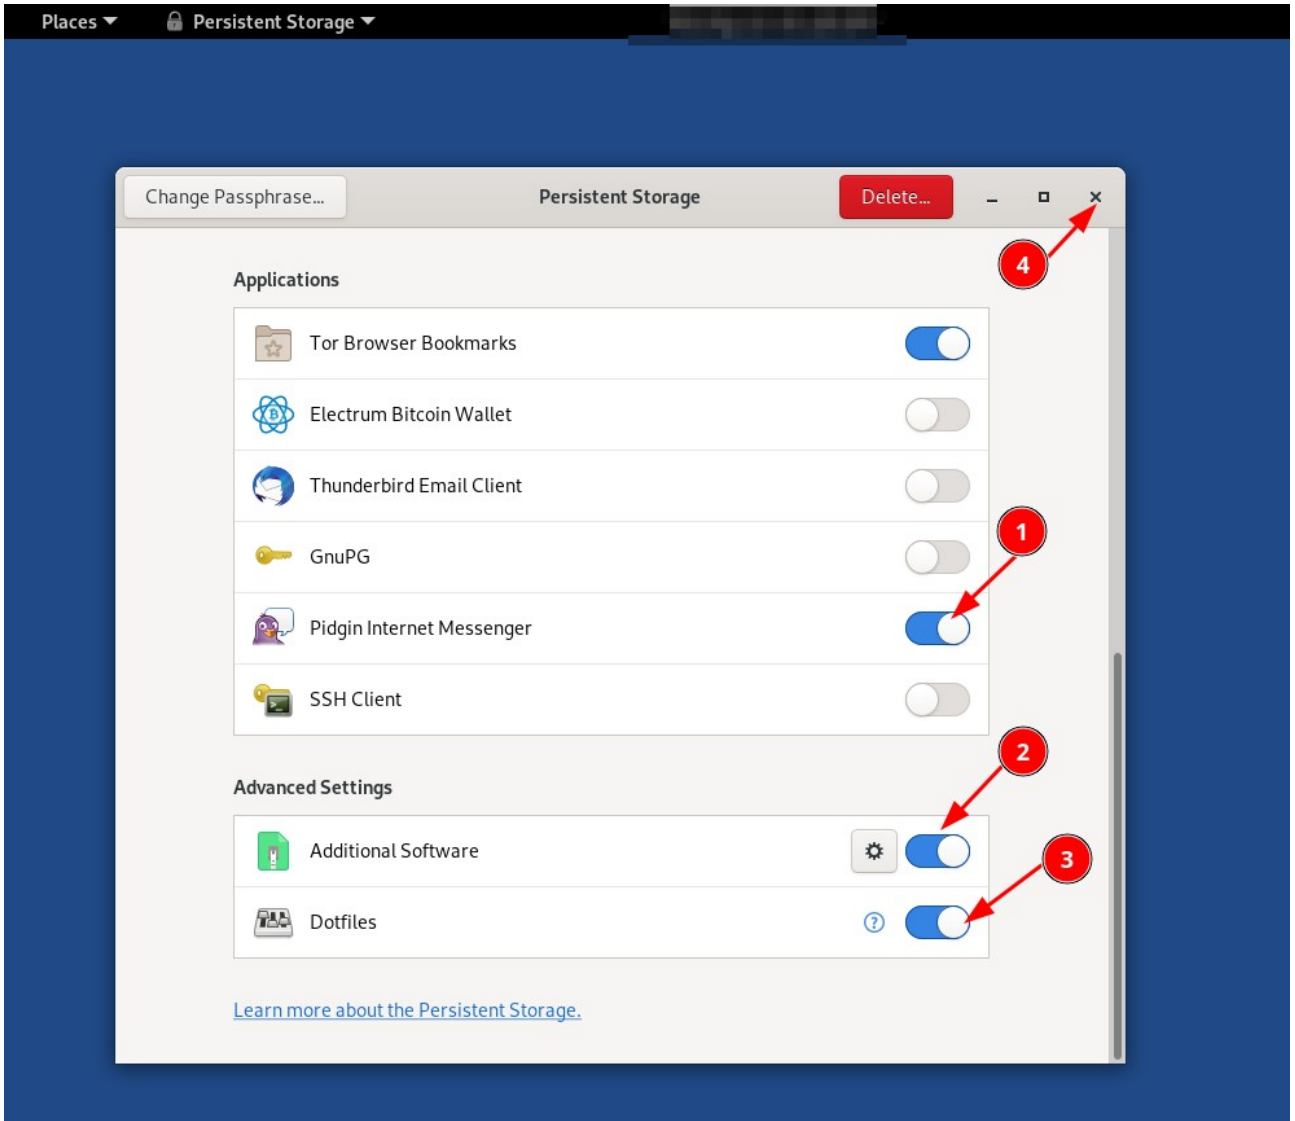 Places Persistent Storage
Change Passphrase... Persistent Storage Delete...
4
Applications
Tor Browser Bookmarks
Electrum Bitcoin Wallet
Thunderbird Email Client
1
GnuPG
Pidgin Internet Messenger
SSH Client
2
Advanced Settings
Additional Software
3
Dotfiles ?
Learn more about the Persistent Storage.